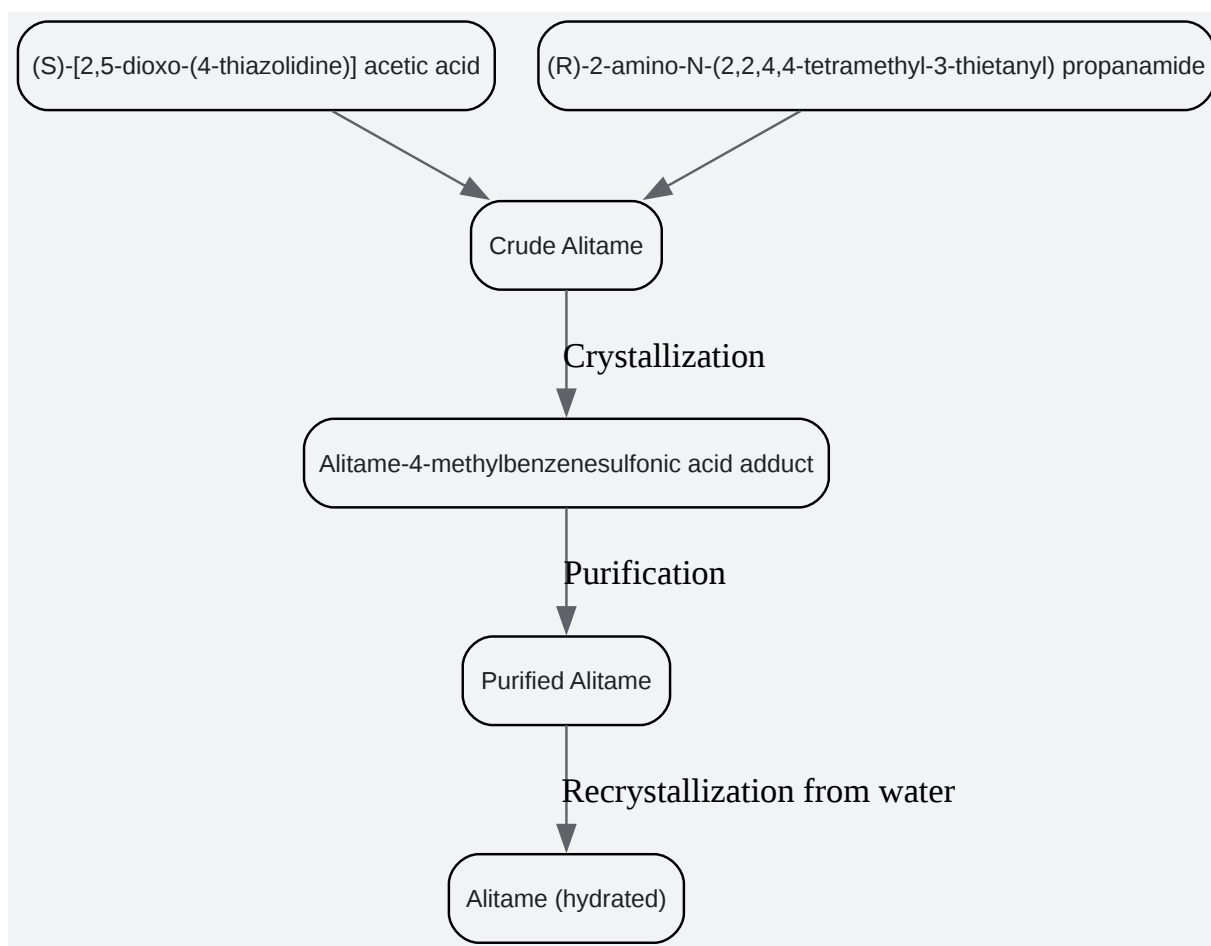 (S)-[2,5-dioxo-(4-thiazolidine)] acetic acid
(R)-2-amino-N-(2,2,4,4-tetramethyl-3-thietanyl) propanamide
Crude Alitame
Crystallization
Alitame-4-methylbenzenesulfonic acid adduct
Purification
Purified Alitame
Recrystallization from water
Alitame (hydrated)